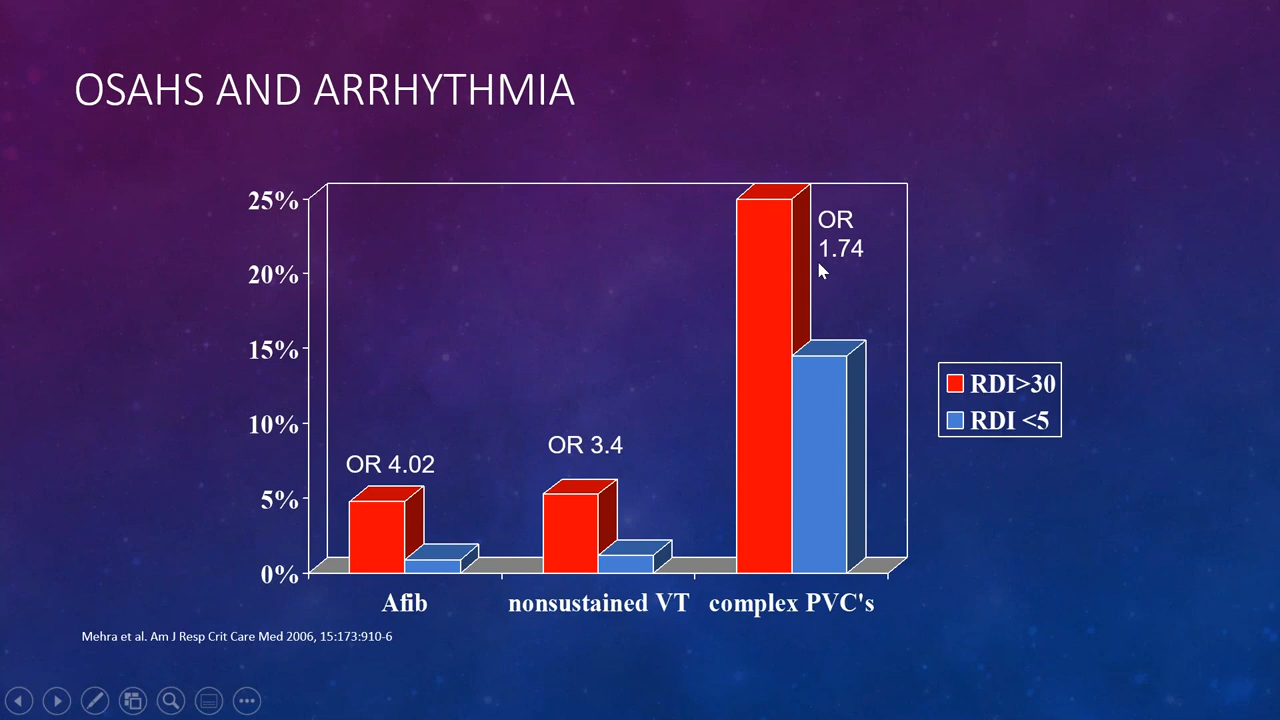 OSAHS AND ARRHYTHMIA
25%
20%
15%
10%
5%
0%
OR
1.74
OR 3.4
OR 4.02
RDI>30
RDI <5
Afib
nonsustained VT
complex PVC's
Mehra et al. Am J Resp Crit Care Med 2006, 15:173:910-6